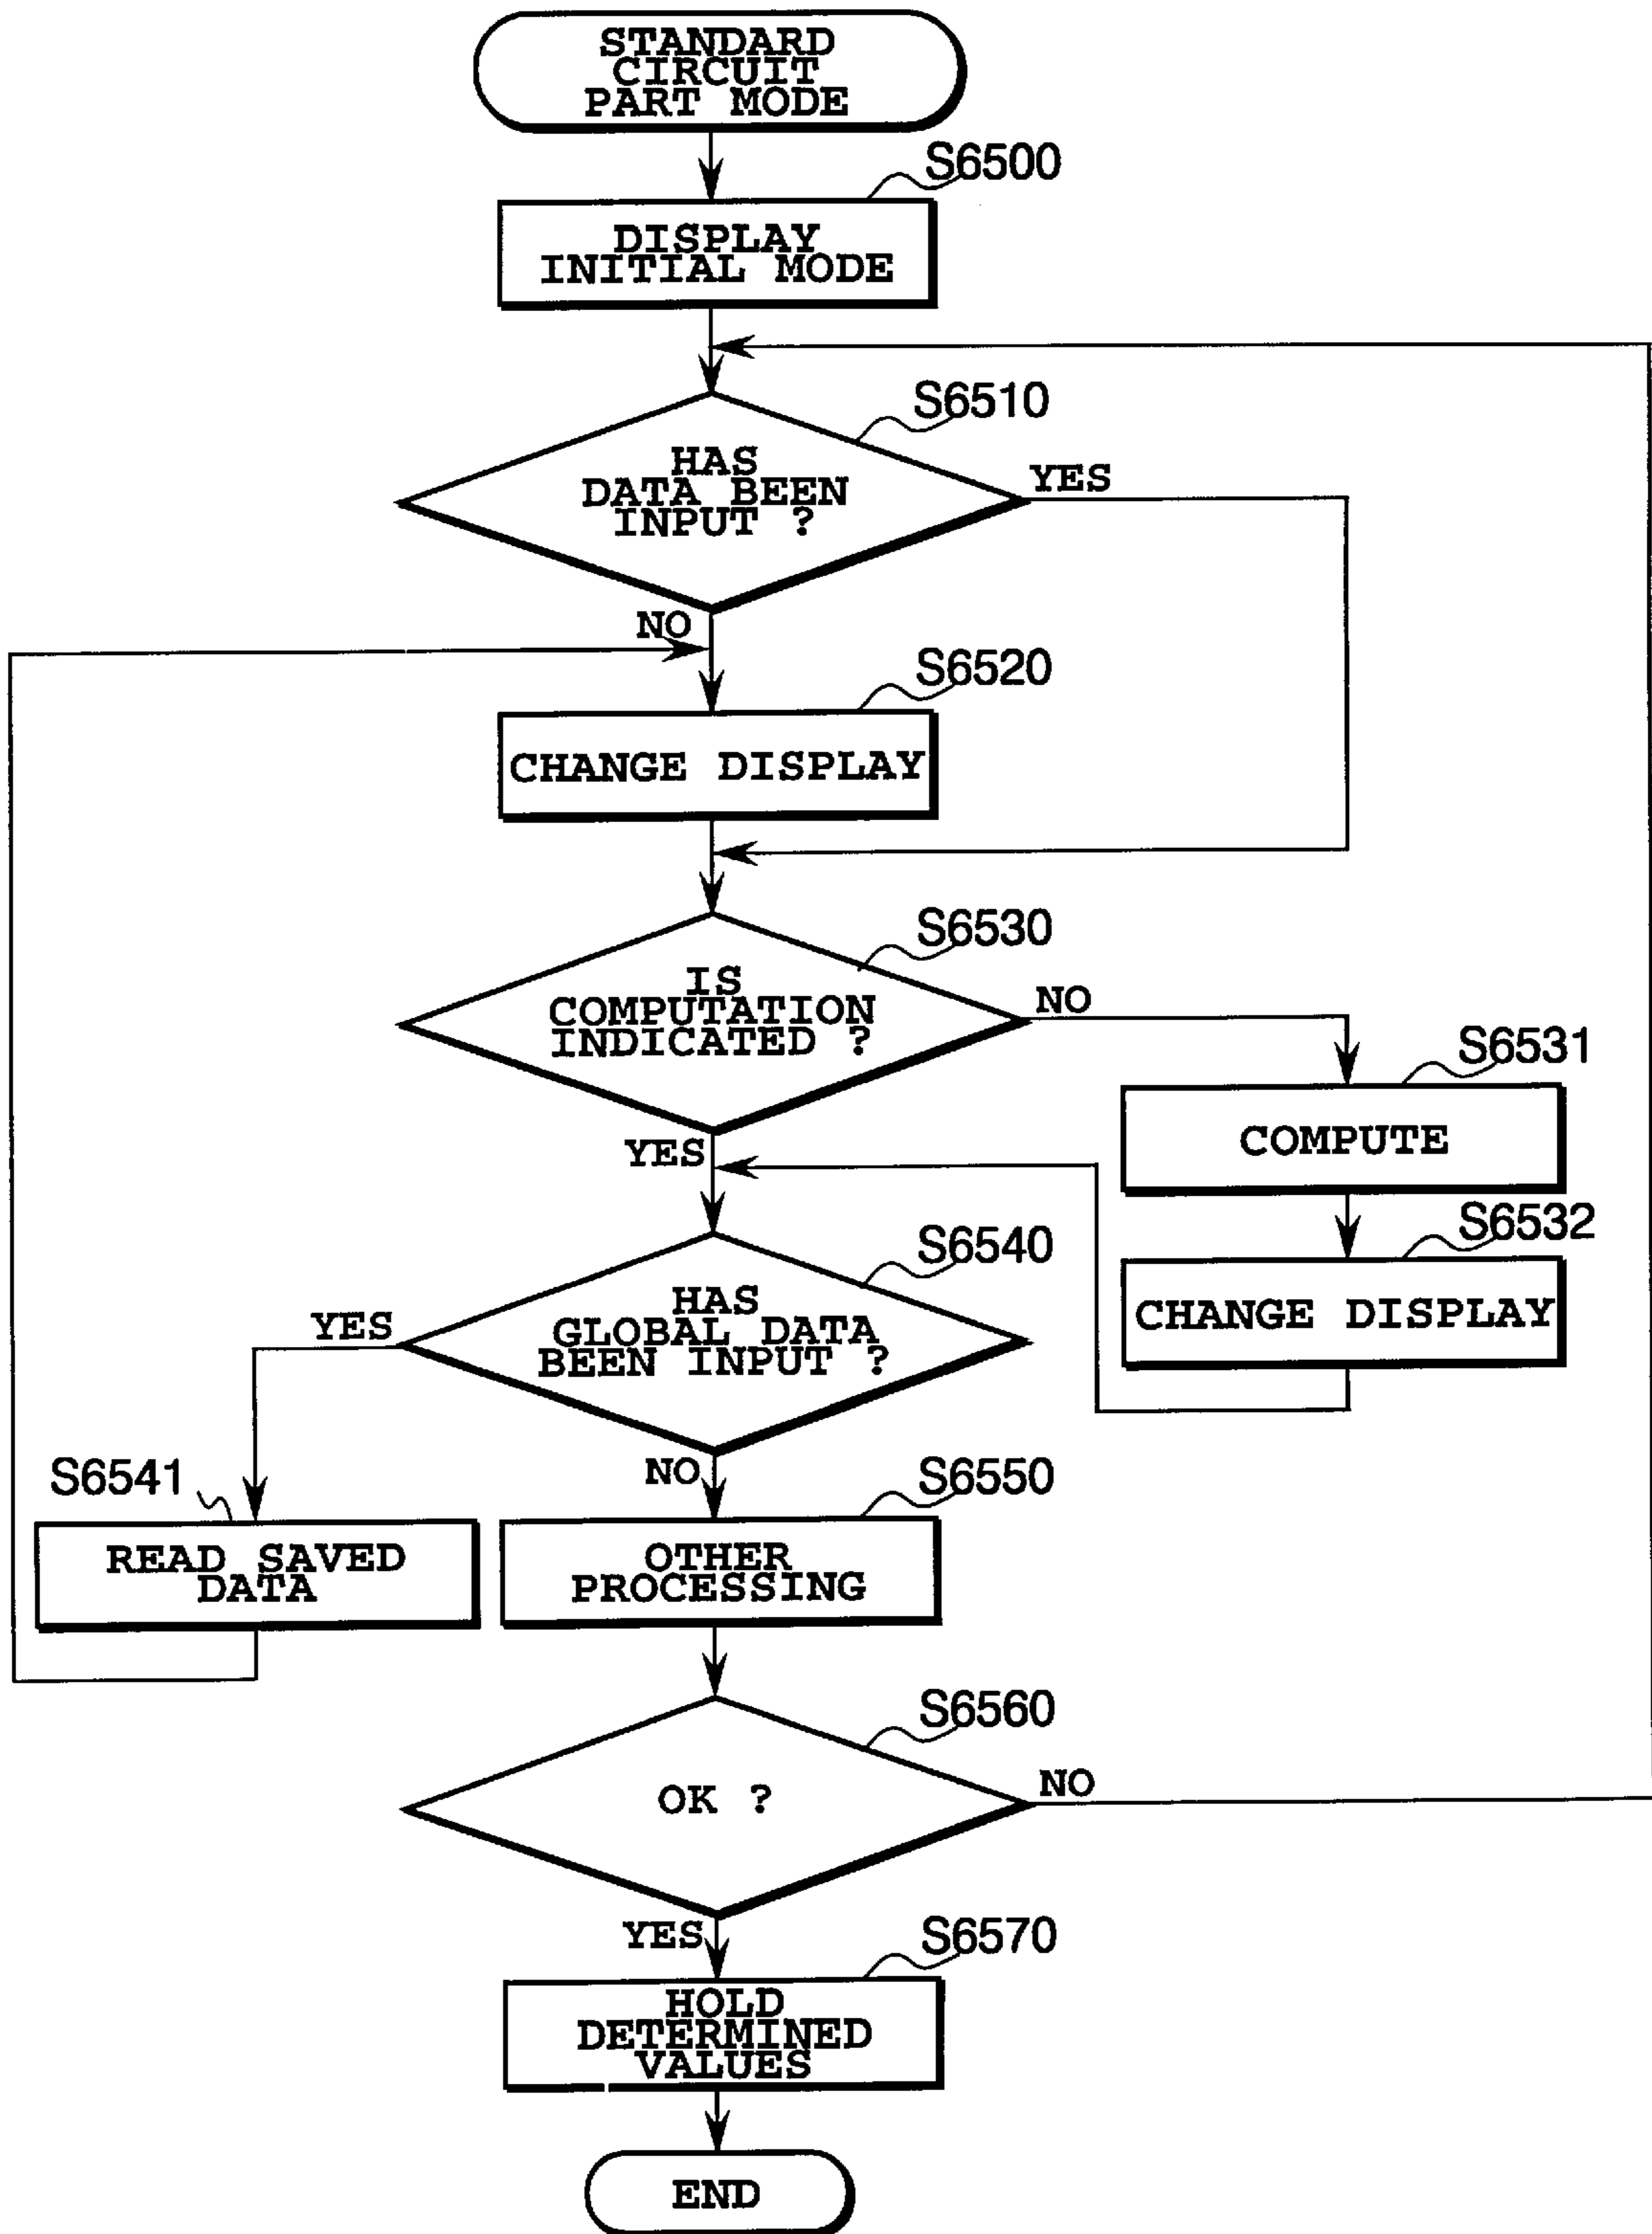 STANDARD
CIRCUIT
PART MODE
S6500
DISPLAY
INITIAL MODE
S6510
HAS
DATA BEEN
INPUT ?
YES
NO
S6520
CHANGE DISPLAY
S6530
IS
COMPUTATION
INDICATED ?
NO
YES
S6531
COMPUTE
S6532
CHANGE DISPLAY
S6540
HAS
GLOBAL DATA
BEEN INPUT ?
YES
NO
S6541
READ SAVED
DATA
S6550
OTHER
PROCESSING
S6560
OK ?
NO
YES
S6570
HOLD
DETERMINED
VALUES
END